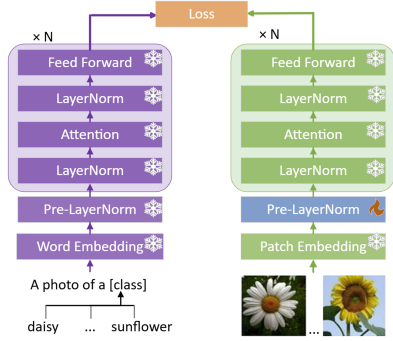 Loss
× N
Feed Forward
LayerNorm
Attention
LayerNorm
Pre-LayerNorm
Word Embedding
A photo of a [class]
daisy ... sunflower
× N
Feed Forward
LayerNorm
Attention
LayerNorm
Pre-LayerNorm
Patch Embedding
...